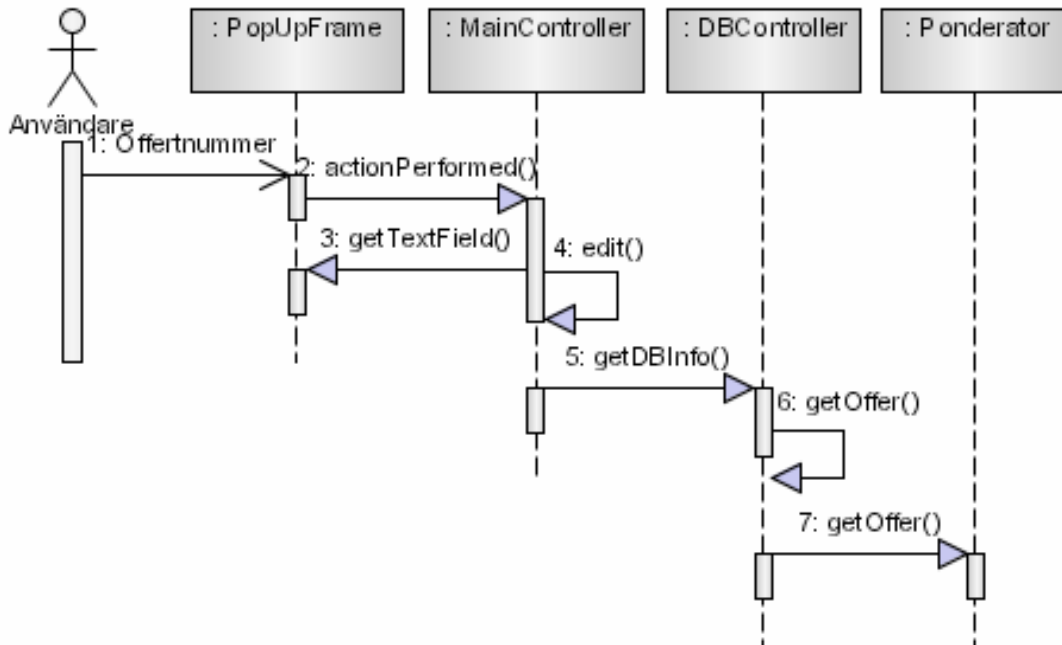 : PopUpFrame
: MainController
: DBController
: Ponderator
Användare
1: Offertnummer
2: actionPerformed()
3: getTextField()
4: edit()
5: getDBInfo()
6: getOffer()
7: getOffer()